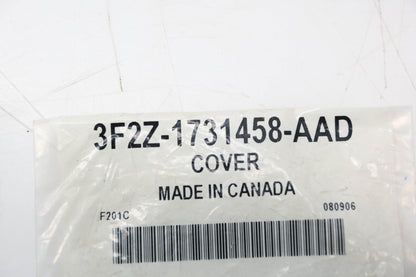 3F2Z-1731458-AAD
COVER
MADE IN CANADA
F201C 080906